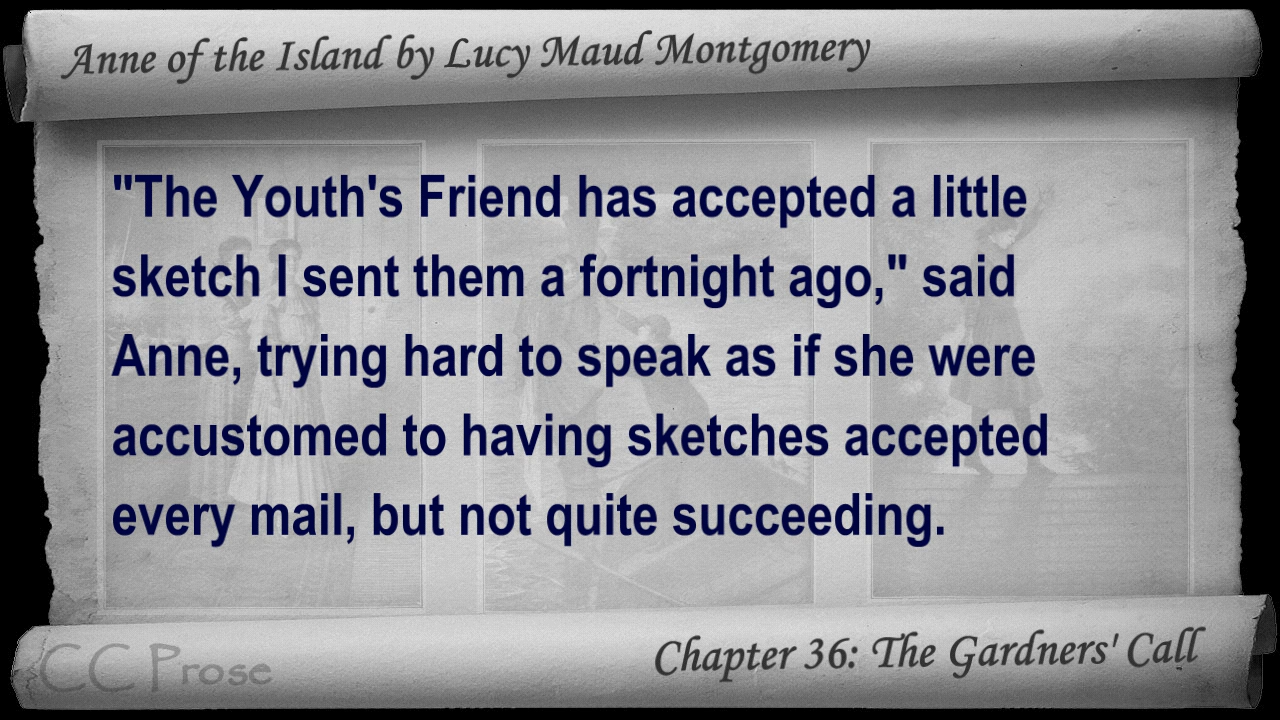 Anne of the Island by Lucy Maud Montgomery
"The Youth's Friend has accepted a little
sketch I sent them a fortnight ago," said
Anne, trying hard to speak as if she were
accustomed to having sketches accepted
every mail, but not quite succeeding.
CC Prose
Chapter 36: The Gardners' Call